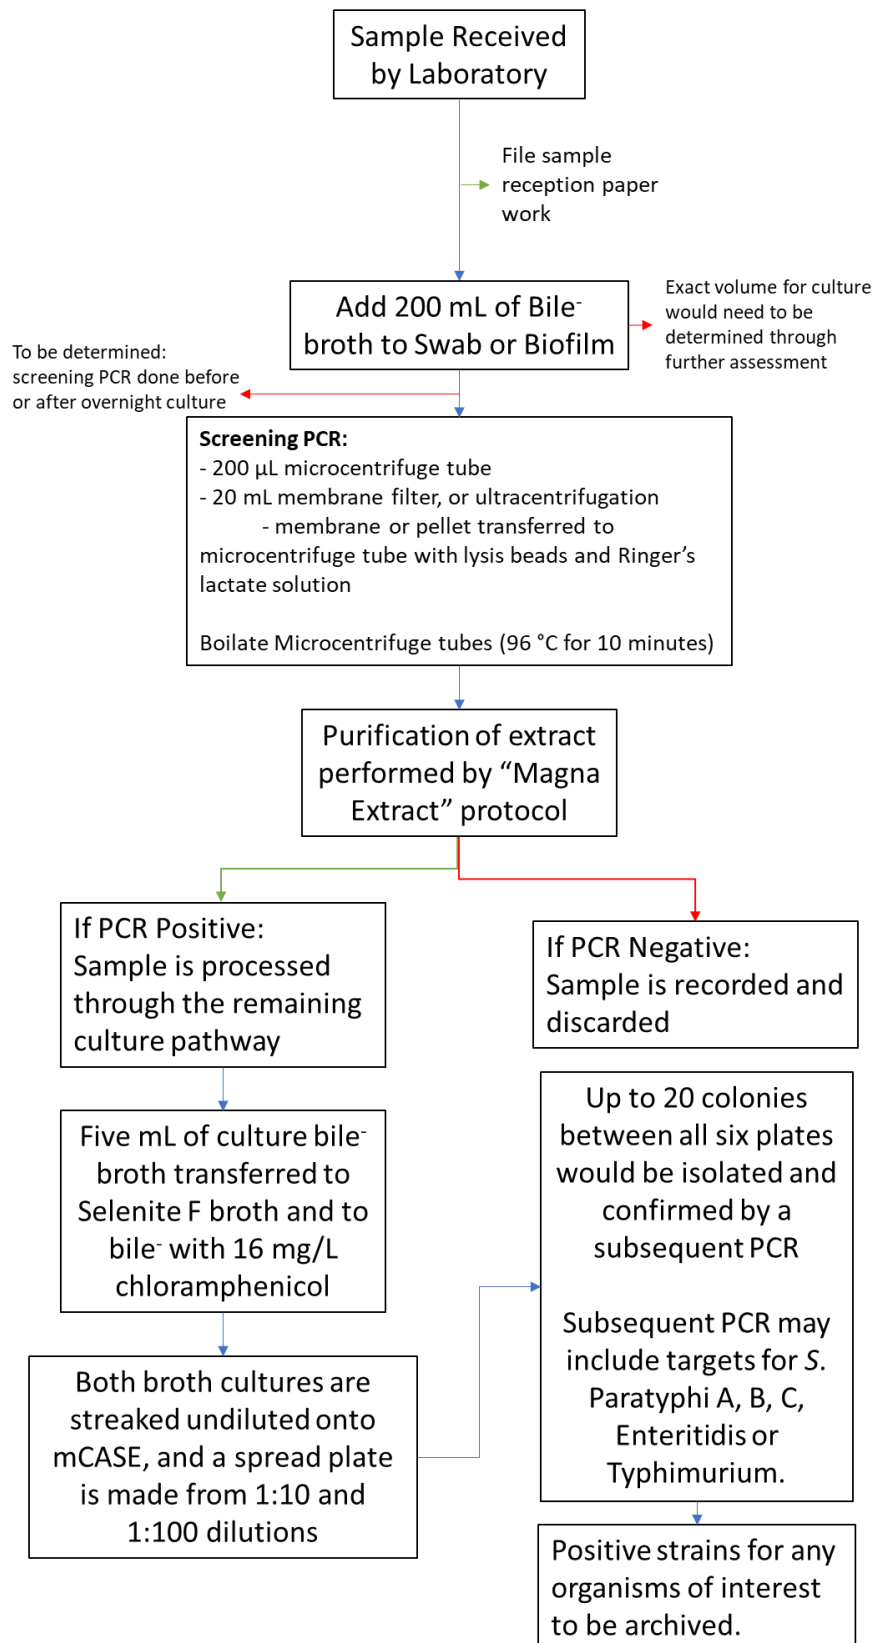 Sample Received
by Laboratory
File sample
reception paper
work
Add 200 mL of Bile⁻
broth to Swab or Biofilm
Exact volume for culture
would need to be
determined through
further assessment
To be determined:
screening PCR done before
or after overnight culture
Screening PCR:
- 200 µL microcentrifuge tube
- 20 mL membrane filter, or ultracentrifugation
- membrane or pellet transferred to
microcentrifuge tube with lysis beads and Ringer’s
lactate solution
Boilate Microcentrifuge tubes (96 °C for 10 minutes)
Purification of extract
performed by “Magna
Extract” protocol
If PCR Positive:
Sample is processed
through the remaining
culture pathway
If PCR Negative:
Sample is recorded and
discarded
Five mL of culture bile⁻
broth transferred to
Selenite F broth and to
bile⁻ with 16 mg/L
chloramphenicol
Both broth cultures are
streaked undiluted onto
mCASE, and a spread plate
is made from 1:10 and
1:100 dilutions
Up to 20 colonies
between all six plates
would be isolated and
confirmed by a
subsequent PCR
Subsequent PCR may
include targets for S.
Paratyphi A, B, C,
Enteritidis or
Typhimurium.
Positive strains for any
organisms of interest
to be archived.